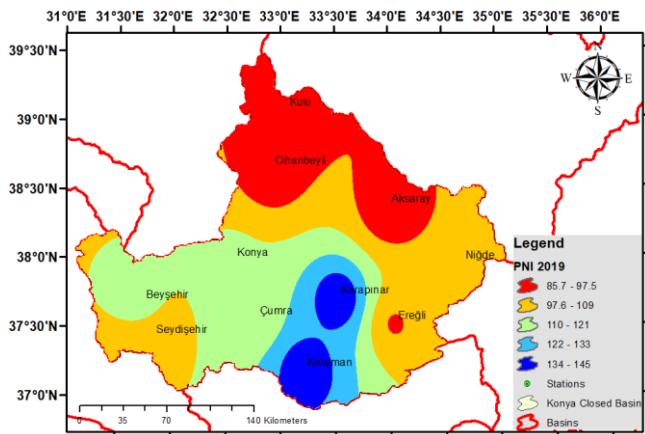 31°0'E 31°30'E 32°0'E 32°30'E 33°0'E 33°30'E 34°0'E 34°30'E 35°0'E 35°30'E 36°0'E
39°30'N
39°0'N
38°30'N
38°0'N
37°30'N
37°0'N
N
W E
S
Kulu
Cihanbeyli
Aksaray
Konya
Niğde
Beyşehir
Karapınar
Çumra
Ereğli
Seydişehir
Karaman
Legend
PNI 2019
85.7 - 97.5
97.6 - 109
110 - 121
122 - 133
134 - 145
Stations
Konya Closed Basin
Basins
0 35 70 140 Kilometers